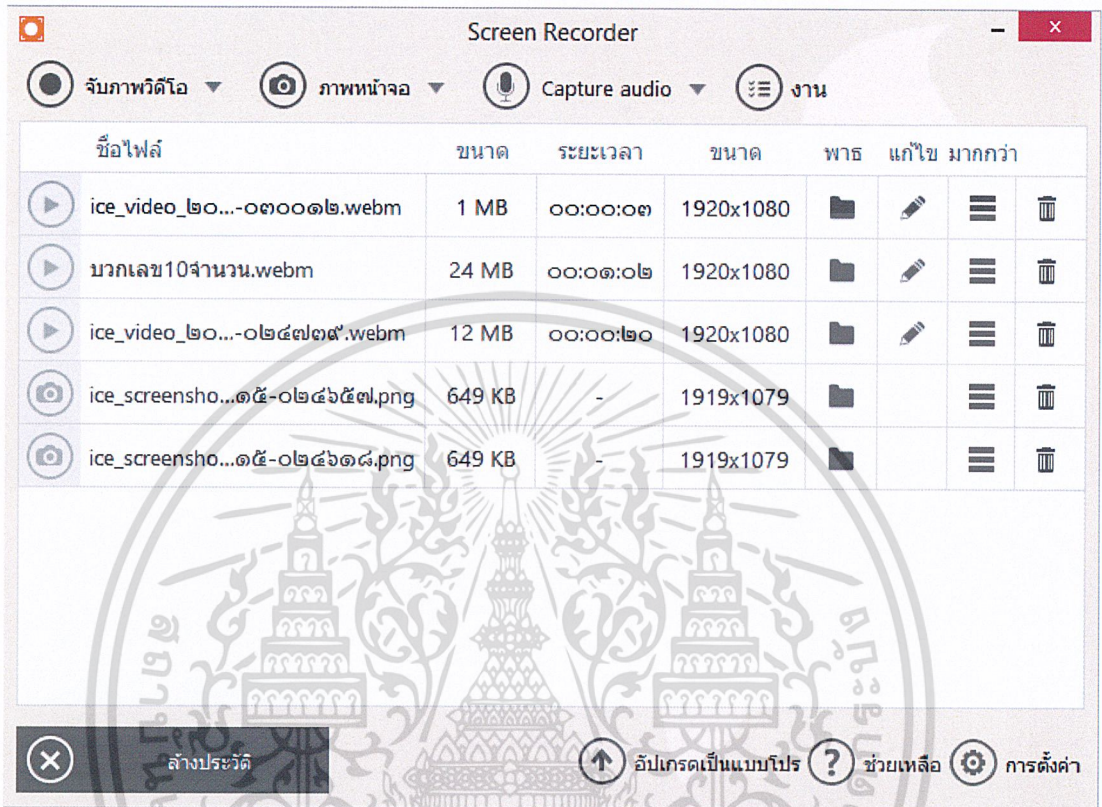 Screen Recorder
จับภาพวิดีโอ ภาพหน้าจอ Capture audio งาน
ชื่อไฟล์ ขนาด ระยะเวลา ขนาด พาธ แก้ไข มากกว่า
ice_video_๒๐...-๐๓๐๐๑๒.webm 1 MB ๐๐:๐๐:๐๓ 1920x1080
บวกเลข10จำนวน.webm 24 MB ๐๐:๐๑:๐๒ 1920x1080
ice_video_๒๐...-๐๒๔๗๓๙.webm 12 MB ๐๐:๐๐:๒๐ 1920x1080
ice_screensho...๑๕-๐๒๔๖๕๗.png 649 KB - 1919x1079
ice_screensho...๑๕-๐๒๔๖๑๘.png 649 KB - 1919x1079
ล้างประวัติ อัปเกรดเป็นแบบโปร ? ช่วยเหลือ การตั้งค่า